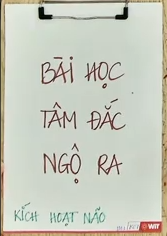 BÀI HỌC
TÂM ĐẮC
NGỘ RA
KÍCH HOẠT NÃO